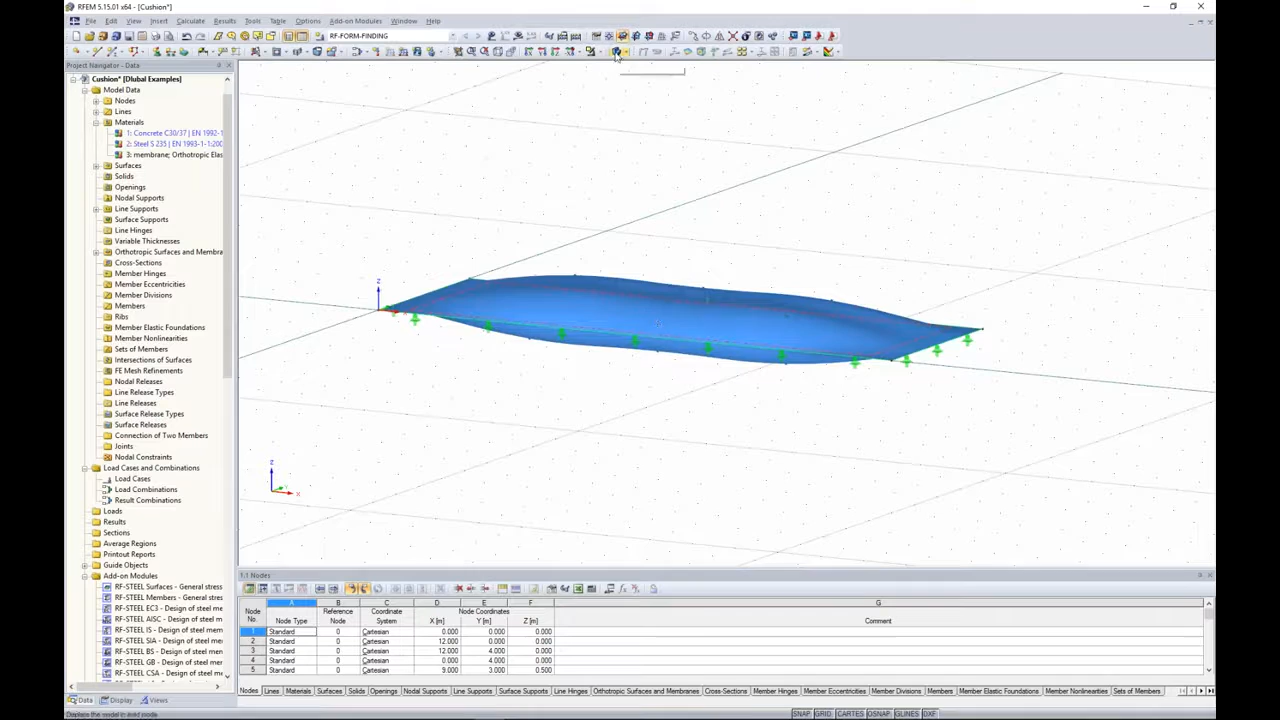 RFEM 5.15.01 x64 - [Cushion*]
File Edit View Insert Calculate Results Tools Table Options Add-on Modules Window Help
RF-FORM-FINDING
Project Navigator - Data
Cushion* [Dlubal Examples]
Model Data
Nodes
Lines
Materials
1: Concrete C30/37 | EN 1992-1
2: Steel S 235 | EN 1993-1-1:200
3: membrane; Orthotropic Elas
Surfaces
Solids
Openings
Nodal Supports
Line Supports
Surface Supports
Line Hinges
Variable Thicknesses
Orthotropic Surfaces and Membra
Cross-Sections
Member Hinges
Member Eccentricities
Member Divisions
Members
Ribs
Member Elastic Foundations
Member Nonlinearities
Sets of Members
Intersections of Surfaces
FE Mesh Refinements
Nodal Releases
Line Release Types
Line Releases
Surface Release Types
Surface Releases
Connection of Two Members
Joints
Nodal Constraints
Load Cases and Combinations
Load Cases
Load Combinations
Result Combinations
Loads
Results
Sections
Average Regions
Printout Reports
Guide Objects
Add-on Modules
RF-STEEL Surfaces - General stress
RF-STEEL Members - General stres
RF-STEEL EC3 - Design of steel me
RF-STEEL AISC - Design of steel m
RF-STEEL IS - Design of steel mem
RF-STEEL SIA - Design of steel me
RF-STEEL BS - Design of steel mem
RF-STEEL GB - Design of steel mer
RF-STEEL CSA - Design of steel me
Data Display Views
Z
Z
X
1.1 Nodes
A B C D E F G
Node Reference Coordinate Node Coordinates
No. Node Type Node System X [m] Y [m] Z [m] Comment
1 Standard 0 Cartesian 0.000 0.000 0.000
2 Standard 0 Cartesian 12.000 0.000 0.000
3 Standard 0 Cartesian 12.000 4.000 0.000
4 Standard 0 Cartesian 0.000 4.000 0.000
5 Standard 0 Cartesian 9.000 3.000 0.500
Nodes Lines Materials Surfaces Solids Openings Nodal Supports Line Supports Surface Supports Line Hinges Orthotropic Surfaces and Membranes Cross-Sections Member Hinges Member Eccentricities Member Divisions Members Member Elastic Foundations Member Nonlinearities Sets of Members
Displays the model in solid mode.
SNAP GRID CARTES OSNAP GLINES DXF